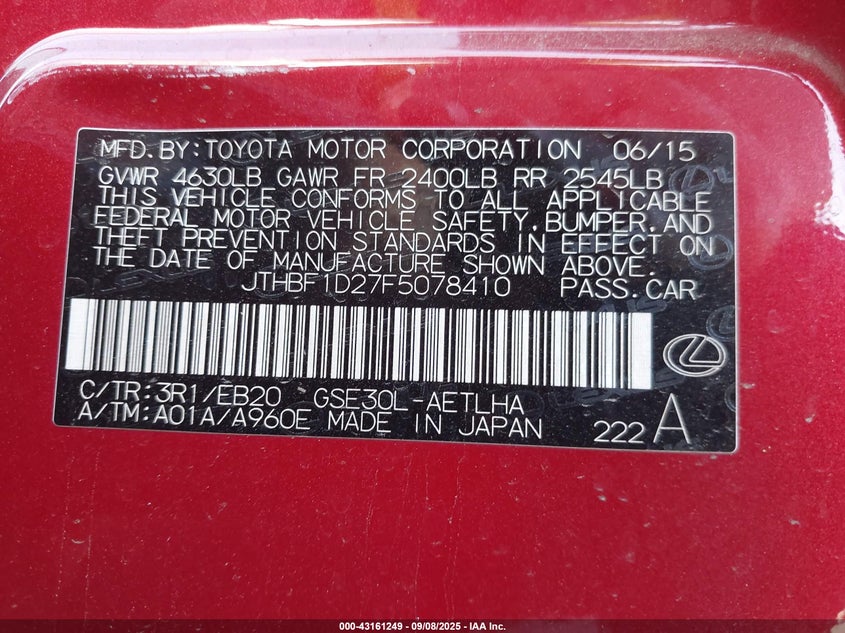 MFD.BY:TOYOTA MOTOR CORPORATION 06/15
GVWR 4630LB GAWR FR 2400LB RR 2545LB
THIS VEHICLE CONFORMS TO ALL APPLICABLE
FEDERAL MOTOR VEHICLE SAFETY,BUMPER,AND
THEFT PREVENTION STANDARDS IN EFFECT ON
THE DATE OF MANUFACTURE SHOWN ABOVE.
JTHBF1D27F5078410 PASS.CAR
C/TR:3R1/EB20 GSE30L-AETLHA
A/TM:A01A/A960E MADE IN JAPAN 222 A
000-43161249 - 09/08/2025 - IAA Inc.